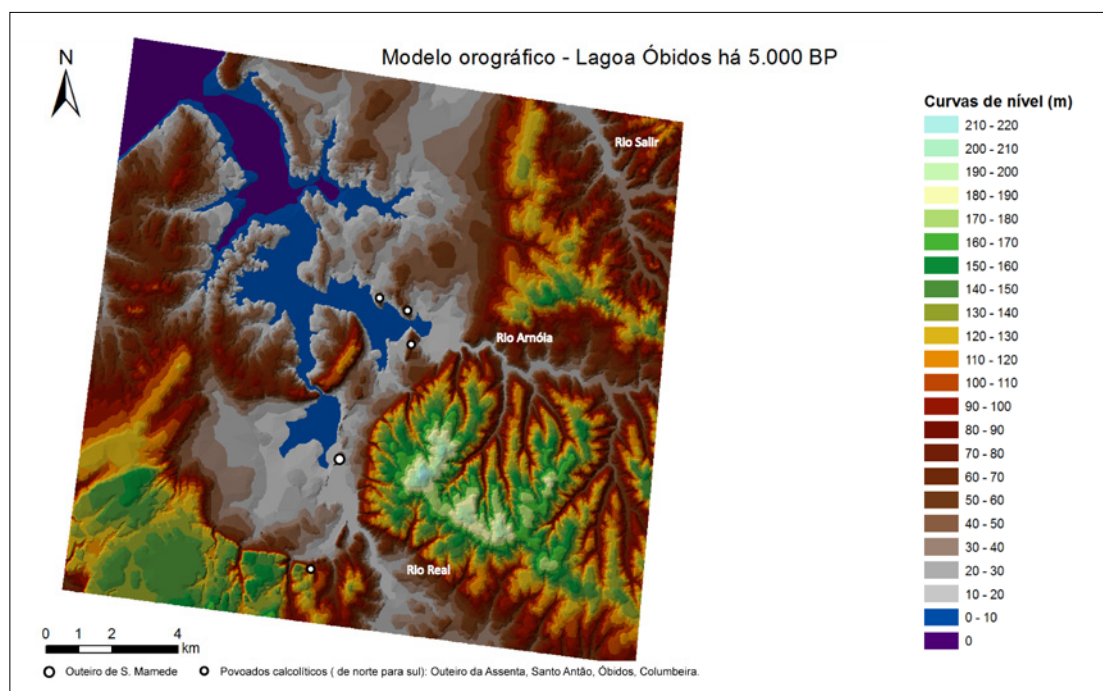 Modelo orográfico - Lagoa Óbidos há 5.000 BP
N
Curvas de nível (m)
210 - 220
200 - 210
190 - 200
180 - 190
170 - 180
160 - 170
150 - 160
140 - 150
130 - 140
120 - 130
110 - 120
100 - 110
90 - 100
80 - 90
70 - 80
60 - 70
50 - 60
40 - 50
30 - 40
20 - 30
10 - 20
0 - 10
0
Rio Salir
Rio Arnóia
Rio Real
0 1 2 4
km
Outeiro de S. Mamede
Povoados calcolíticos ( de norte para sul): Outeiro da Assenta, Santo Antão, Óbidos, Columbeira.